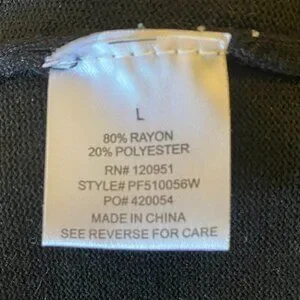 L
80% RAYON
20% POLYESTER
RN# 120951
STYLE# PF510056W
PO# 420054
MADE IN CHINA
SEE REVERSE FOR CARE